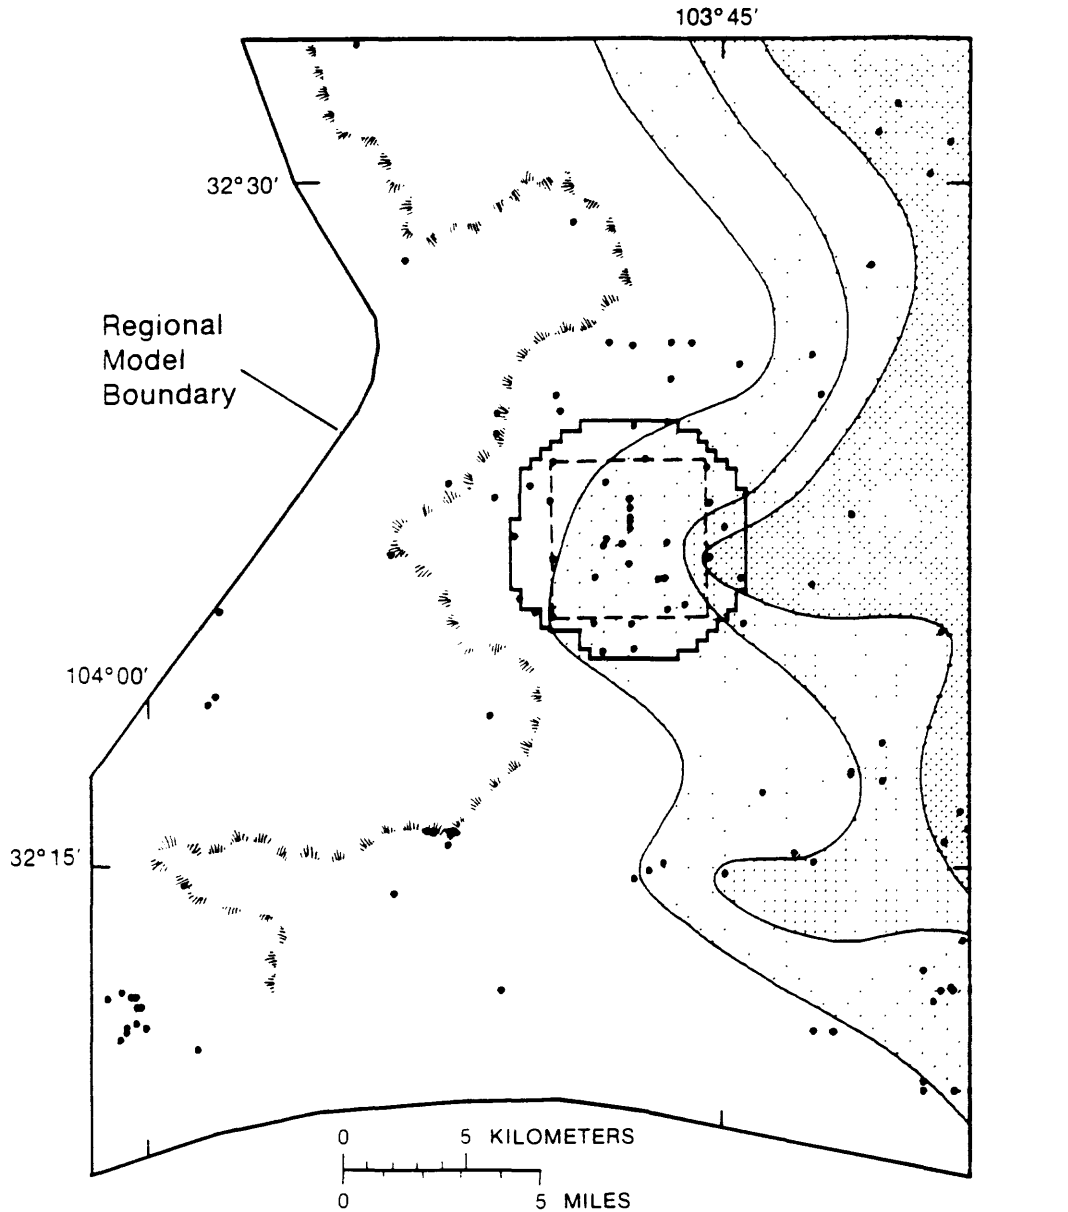 103°45′
32°30′
Regional
Model
Boundary
104°00′
32°15′
0 5 KILOMETERS
0 5 MILES